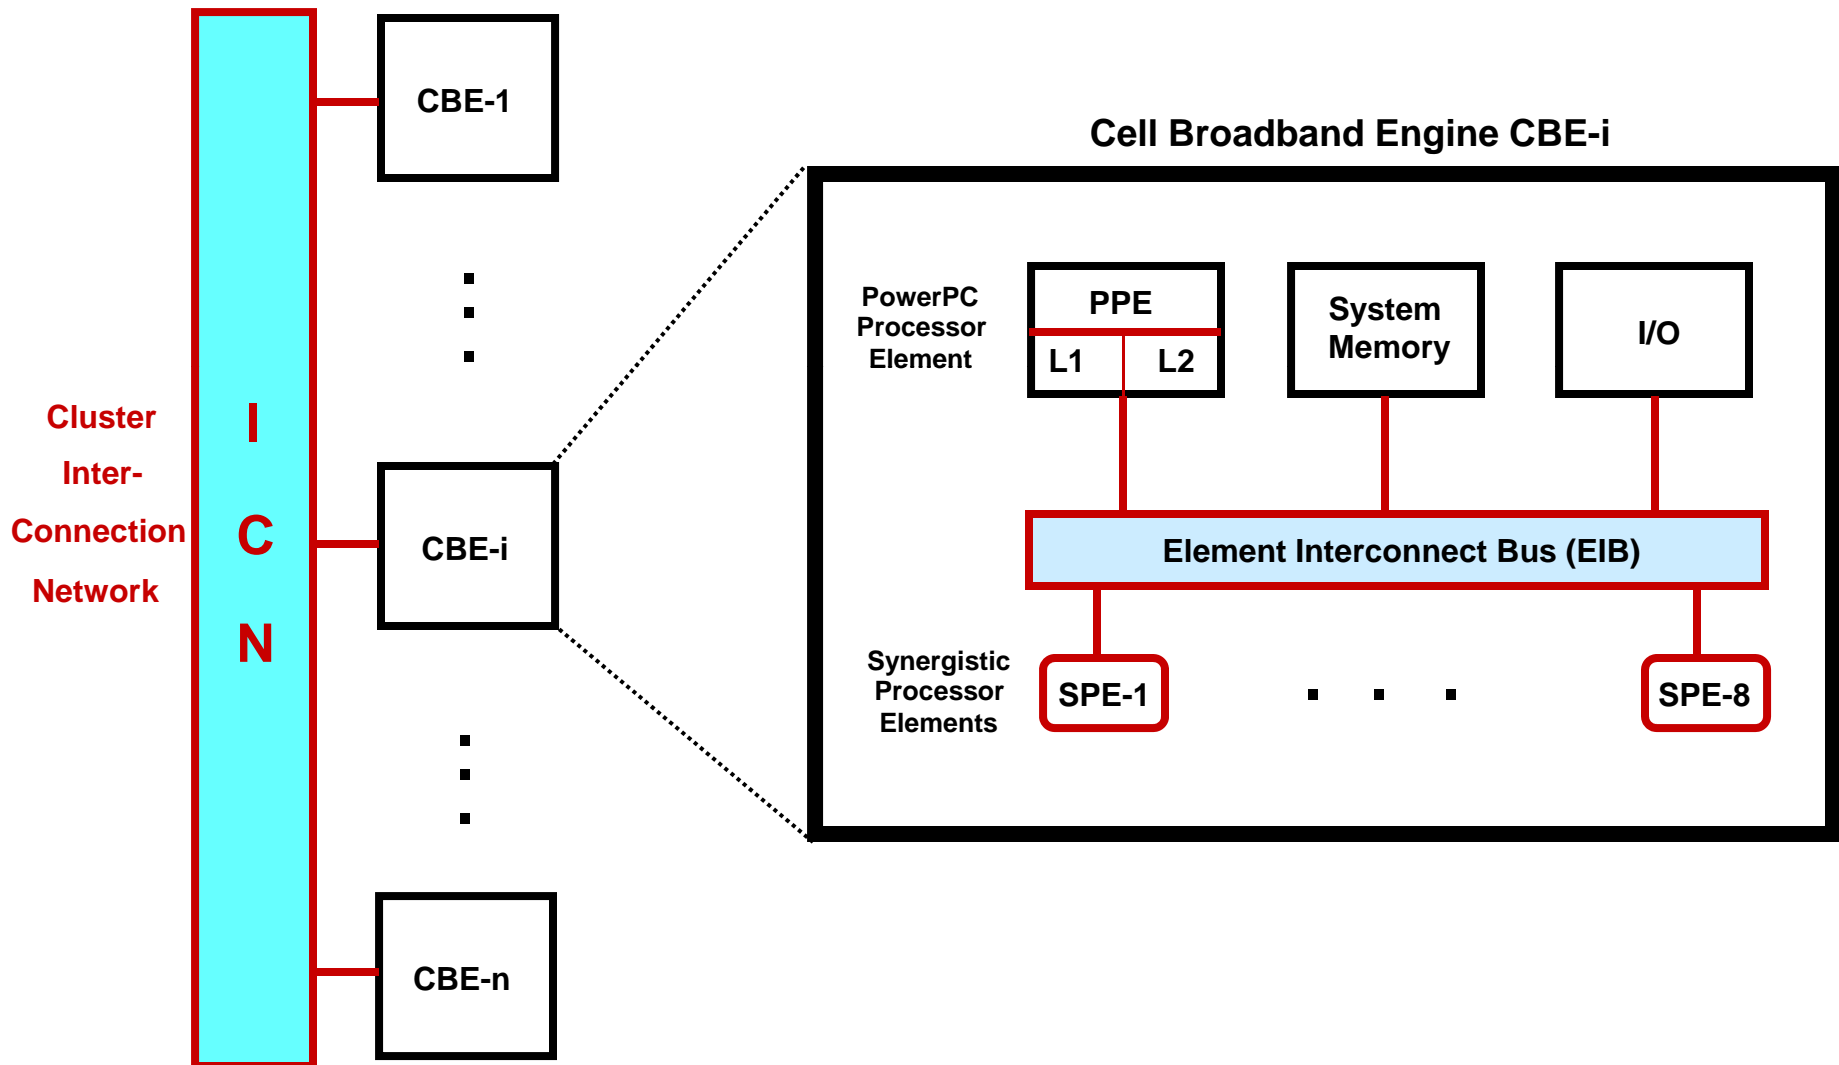 Cluster
Inter-
Connection
Network
I
C
N
CBE-1
CBE-i
CBE-n
Cell Broadband Engine CBE-i
PowerPC
Processor
Element
PPE
L1 L2
System
Memory
I/O
Element Interconnect Bus (EIB)
Synergistic
Processor
Elements
SPE-1
SPE-8